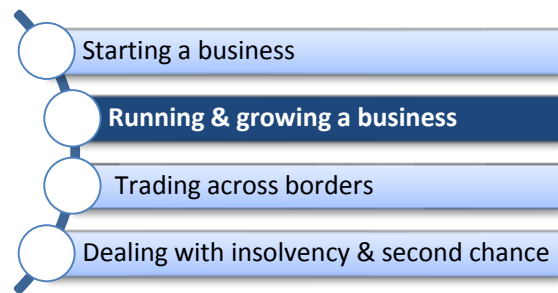 Starting a business
Running & growing a business
Trading across borders
Dealing with insolvency & second chance